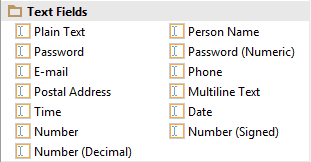 Text Fields
Plain Text Person Name
Password Password (Numeric)
E-mail Phone
Postal Address Multiline Text
Time Date
Number Number (Signed)
Number (Decimal)